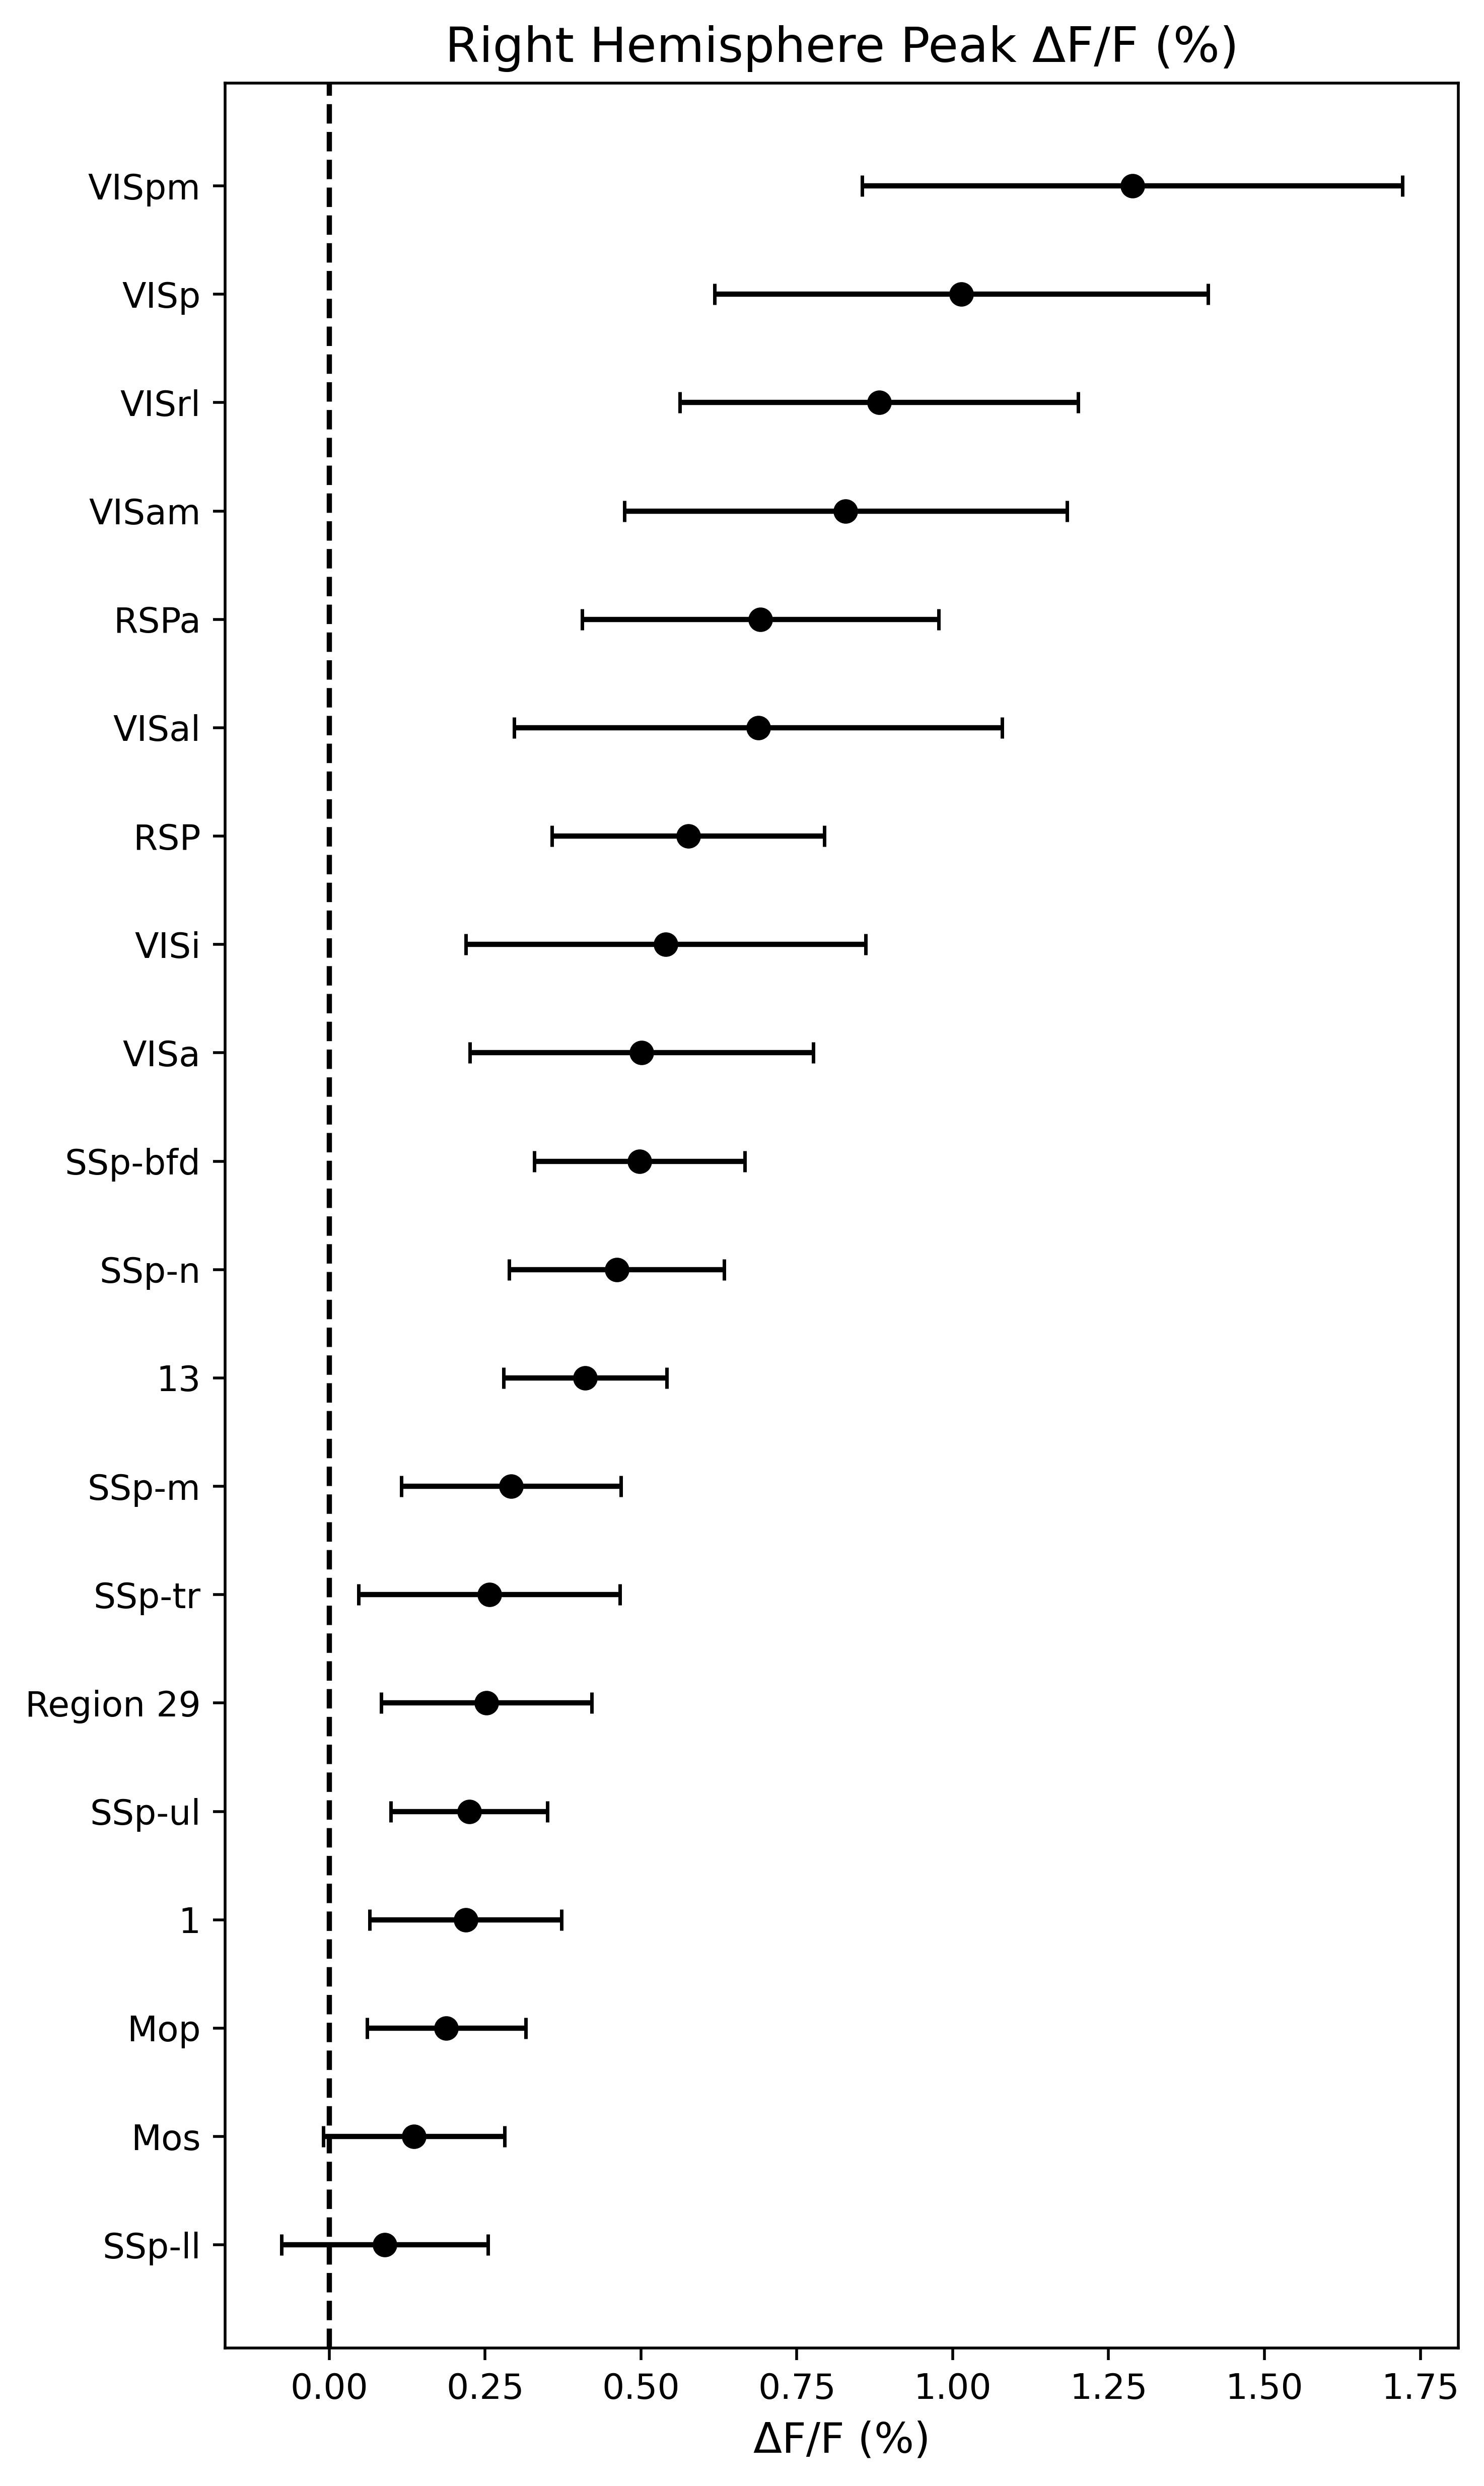 Right Hemisphere Peak ΔF/F (%)
VISpm
VISp
VISrl
VISam
RSPa
VISal
RSP
VISi
VISa
SSp-bfd
SSp-n
13
SSp-m
SSp-tr
Region 29
SSp-ul
1
Mop
Mos
SSp-ll
0.00 0.25 0.50 0.75 1.00 1.25 1.50 1.75
ΔF/F (%)